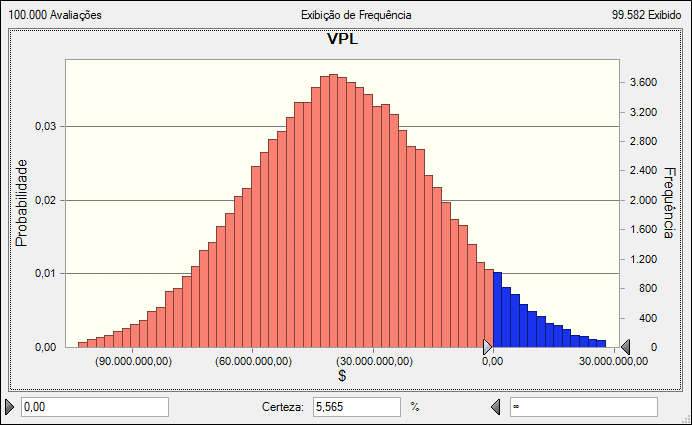 100.000 Avaliações Exibição de Frequência 99.582 Exibido
VPL
Probabilidade
0,03
0,02
0,01
0,00
3.600
3.200
2.800
2.400
2.000
1.600
1.200
800
400
0
Frequência
(90.000.000,00) (60.000.000,00) (30.000.000,00) 0,00 30.000.000,00
$
0,00 Certeza: 5,565 % ∞